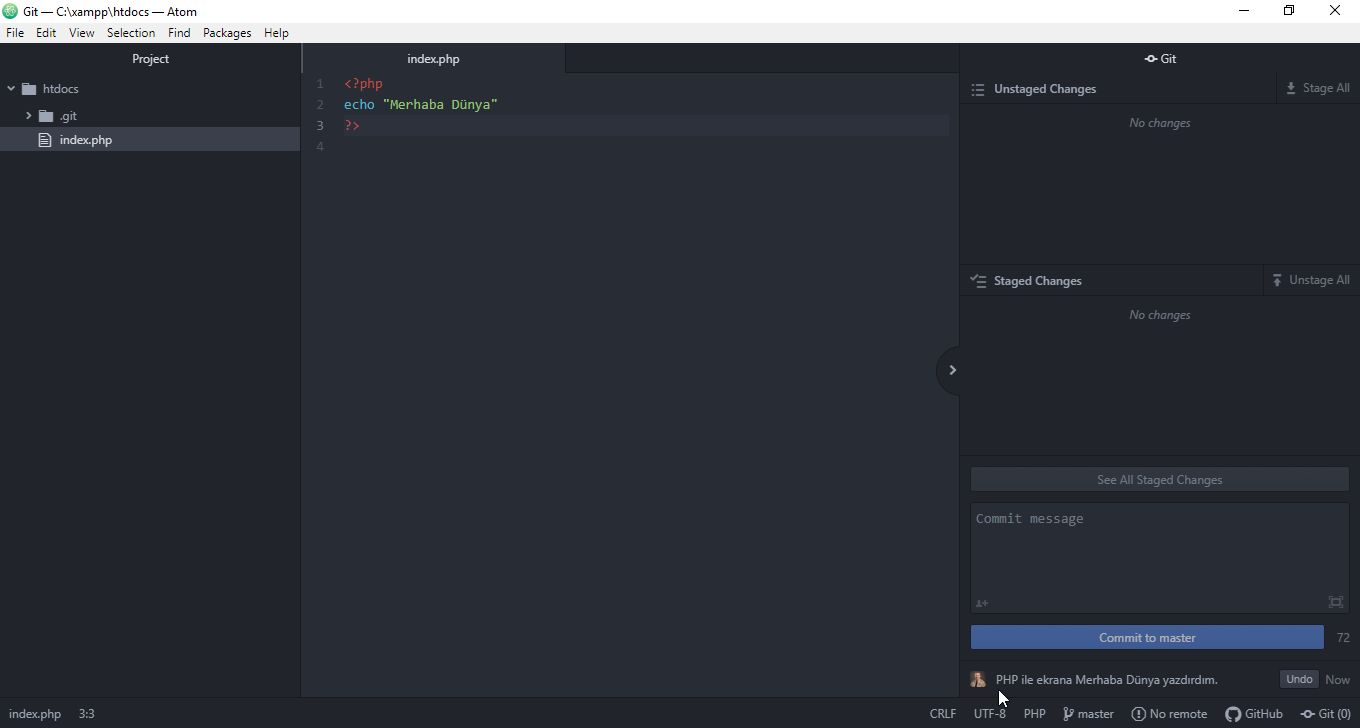 Git — C:\xampp\htdocs — Atom
File Edit View Selection Find Packages Help
Project
htdocs
.git
index.php
index.php
1 <?php
2 echo "Merhaba Dünya"
3 ?>
4
Git
Unstaged Changes Stage All
No changes
Staged Changes Unstage All
No changes
See All Staged Changes
Commit message
Commit to master 72
PHP ile ekrana Merhaba Dünya yazdırdım. Undo Now
index.php 3:3 CRLF UTF-8 PHP master No remote GitHub Git (0)